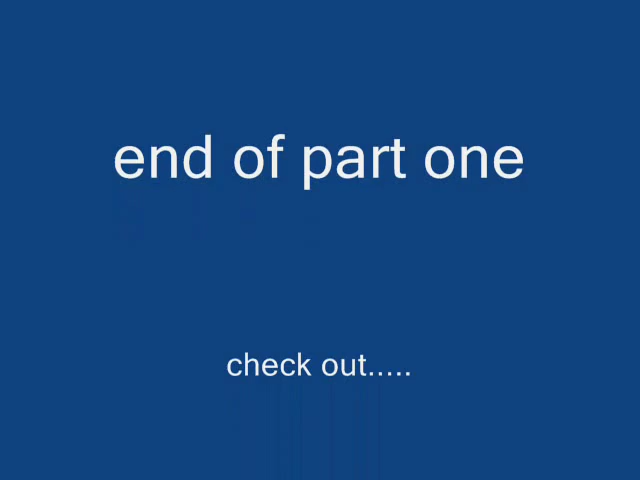 end of part one
check out.....